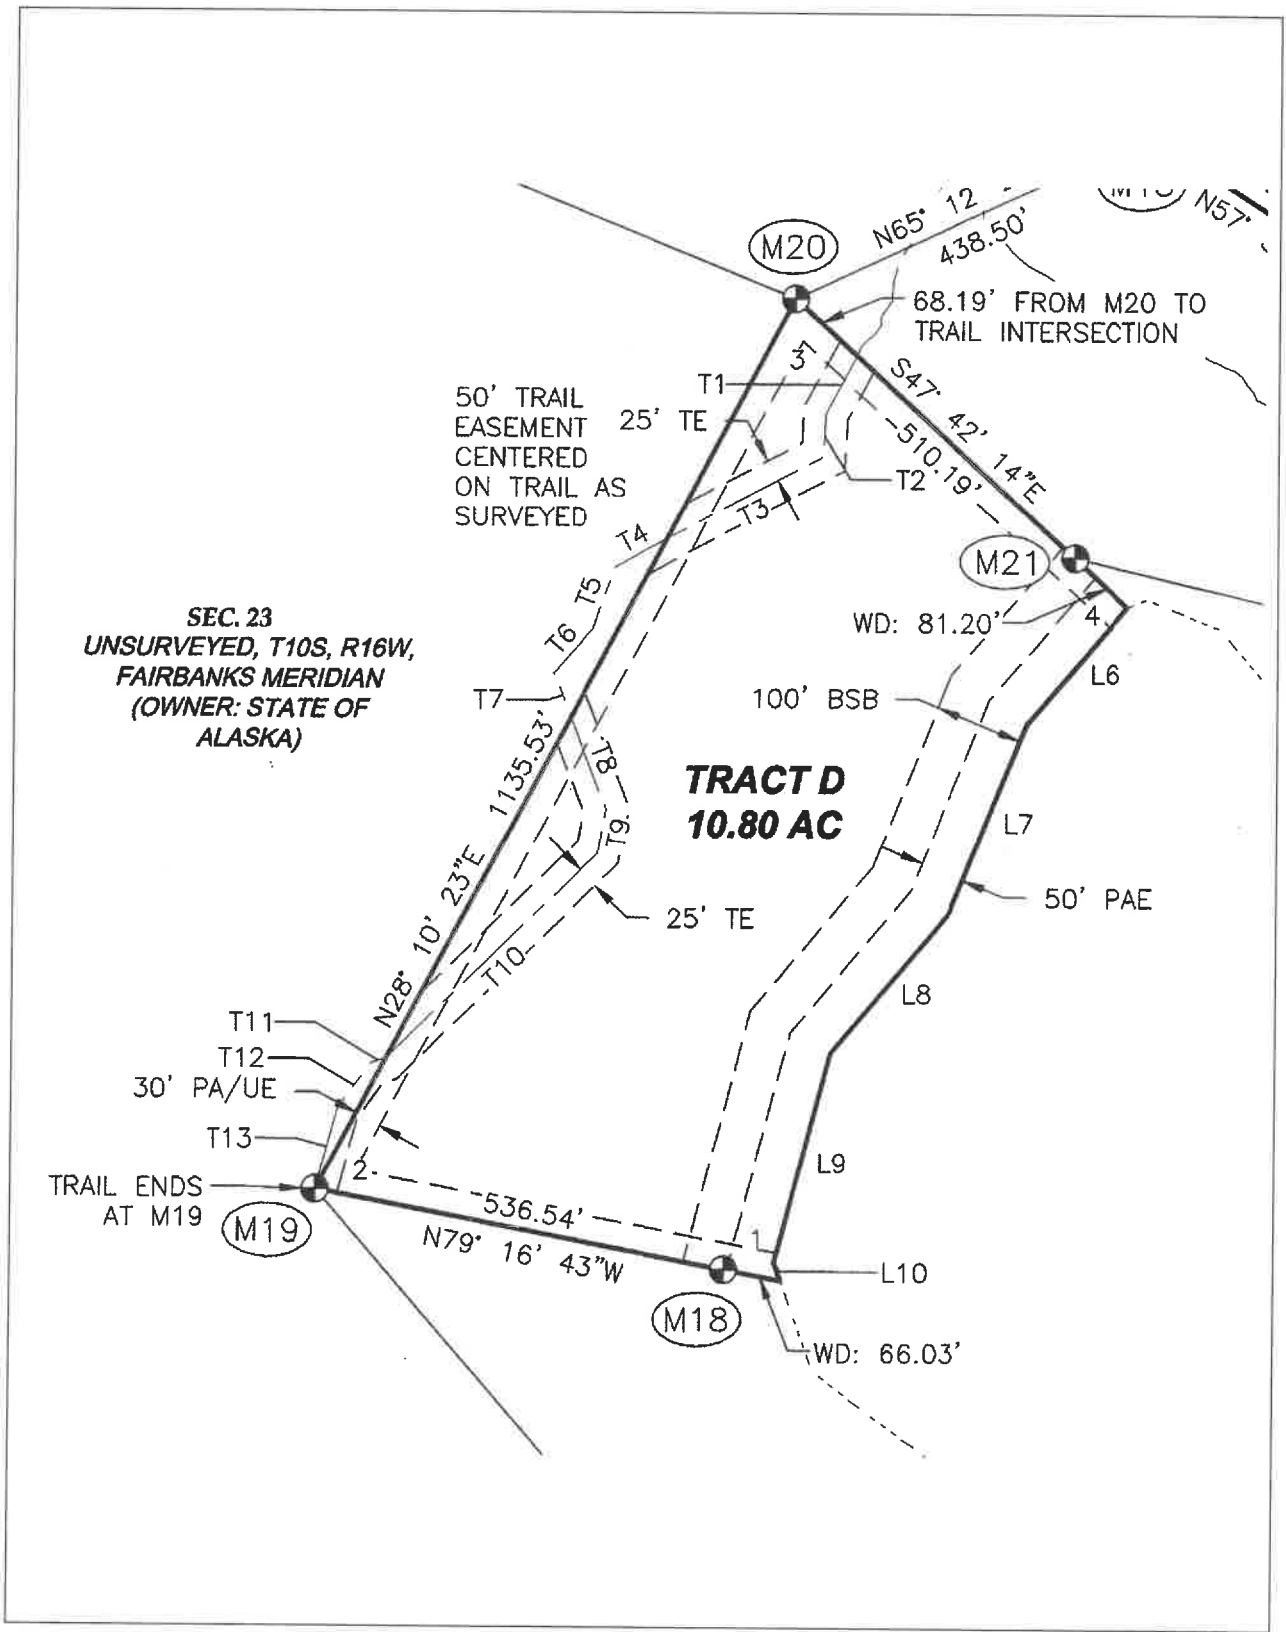 N57°
N65° 12
438.50'
M20
68.19' FROM M20 TO
TRAIL INTERSECTION
37
T1
S47° 42' 14"E
510.19'
50' TRAIL
EASEMENT
CENTERED
ON TRAIL AS
SURVEYED
25' TE
T2
T3
T4
T5
T6
T7
M21
WD: 81.20'
4
L6
SEC. 23
UNSURVEYED, T10S, R16W,
FAIRBANKS MERIDIAN
(OWNER: STATE OF
ALASKA)
100' BSB
TRACT D
10.80 AC
T8
T9
L7
N28° 10' 23"E 1135.53'
50' PAE
25' TE
T10
L8
T11
T12
30' PA/UE
T13
TRAIL ENDS
AT M19
M19
2
536.54'
N79° 16' 43"W
L9
1
L10
M18
WD: 66.03'